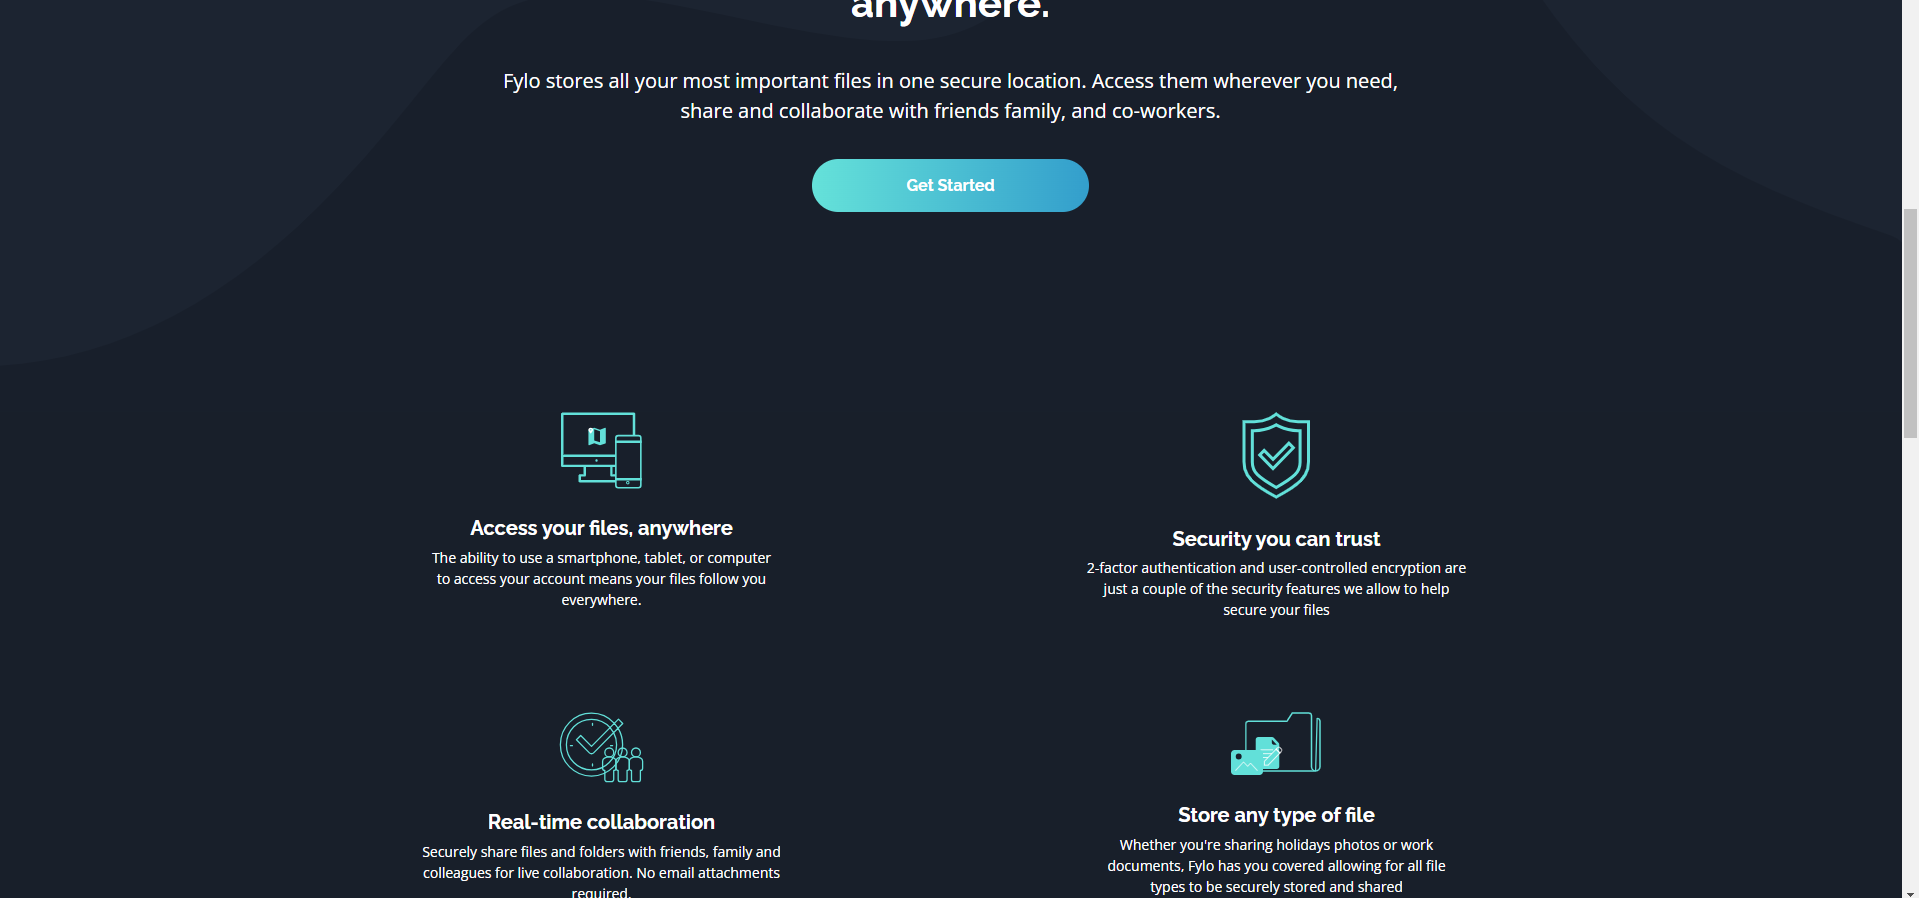 anywhere.
Fylo stores all your most important files in one secure location. Access them wherever you need,
share and collaborate with friends family, and co-workers.
Get Started
Access your files, anywhere
The ability to use a smartphone, tablet, or computer
to access your account means your files follow you
everywhere.
Security you can trust
2-factor authentication and user-controlled encryption are
just a couple of the security features we allow to help
secure your files
Real-time collaboration
Securely share files and folders with friends, family and
colleagues for live collaboration. No email attachments
required.
Store any type of file
Whether you're sharing holidays photos or work
documents, Fylo has you covered allowing for all file
types to be securely stored and shared